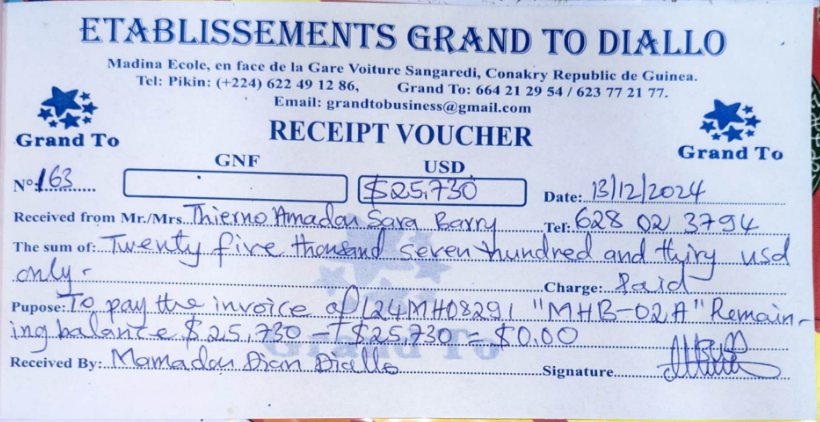 ETABLISSEMENTS GRAND TO DIALLO
Madina Ecole, en face de la Gare Voiture Sangaredi, Conakry Republic de Guinea.
Tel: Pikin: (+224) 622 49 12 86, Grand To: 664 21 29 54 / 623 77 21 77.
Email: grandtobusiness@gmail.com
Grand To
RECEIPT VOUCHER
Grand To
GNF USD
Nº: 163 $25,730 Date: 13/12/2024
Received from Mr./Mrs. Thierno Amadou Sara Barry Tel: 628 02 3794
The sum of: Twenty five thousand seven hundred and thiry usd
only - Charge: Paid
Pupose: To pay the invoice of L24MH08291 "MHB-02A" Remain-
ing balance $25,730 - $25,730 = $0.00
Grand To
Received By: Mamadou Dian Diallo Signature